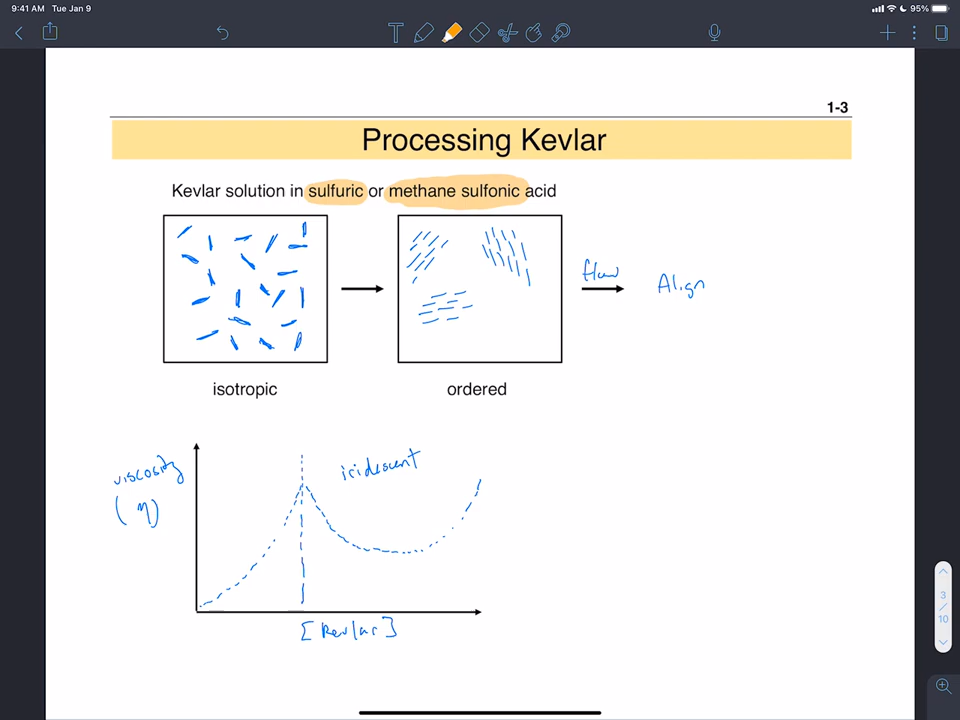 9:41 AM Tue Jan 9
95%
1-3
Processing Kevlar
Kevlar solution in sulfuric or methane sulfonic acid
flow
Align
isotropic
ordered
viscosity
(η)
iridescent
[Kevlar]
3
/
10